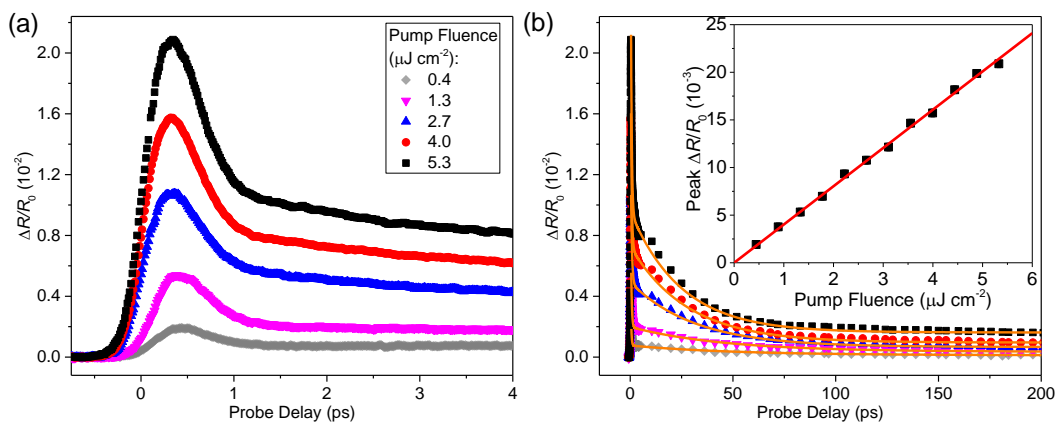 (a)
ΔR/R0 (10-2)
2.0
1.6
1.2
0.8
0.4
0.0
Pump Fluence
(μJ cm-2):
0.4
1.3
2.7
4.0
5.3
0 1 2 3 4
Probe Delay (ps)
(b)
ΔR/R0 (10-2)
2.0
1.6
1.2
0.8
0.4
0.0
Peak ΔR/R0 (10-3)
25
20
15
10
5
0
0 1 2 3 4 5 6
Pump Fluence (μJ cm-2)
0 50 100 150 200
Probe Delay (ps)